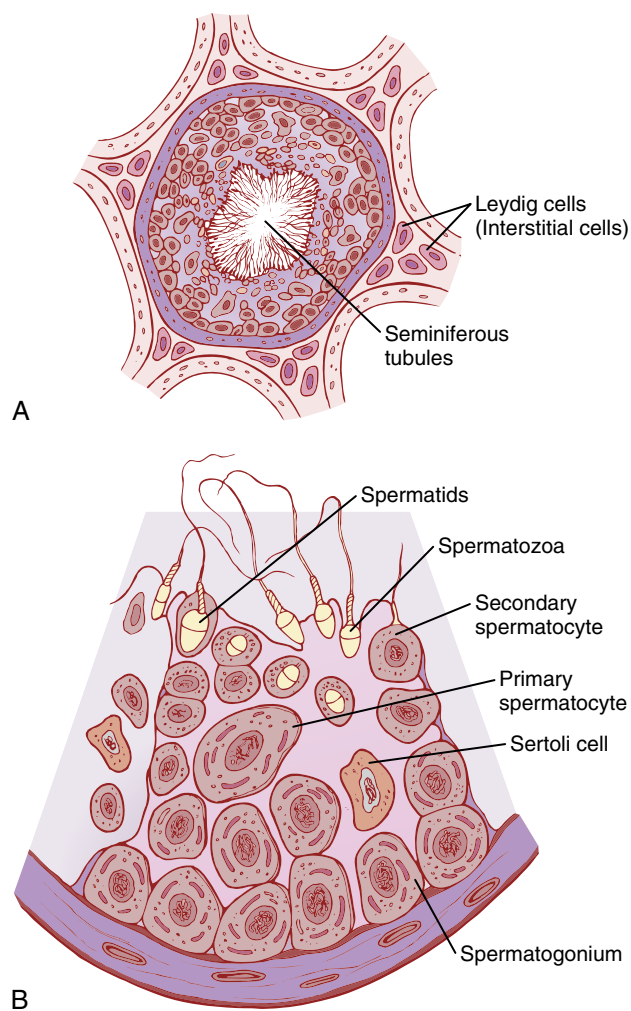 Leydig cells
(Interstitial cells)
Seminiferous
tubules
A
Spermatids
Spermatozoa
Secondary
spermatocyte
Primary
spermatocyte
Sertoli cell
Spermatogonium
B